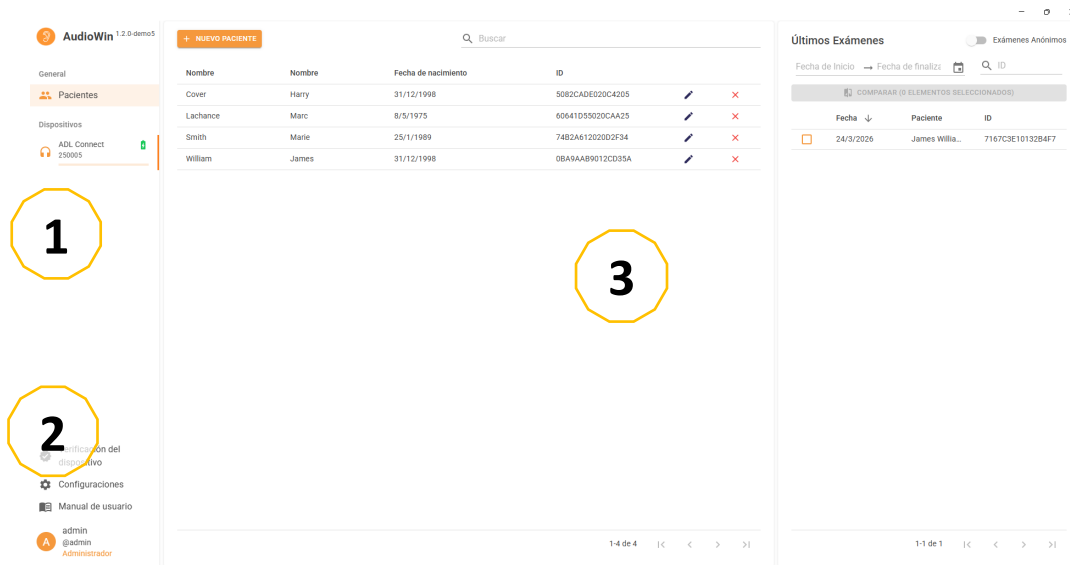 AudioWin 1.2.0-demo5
General
Pacientes
Dispositivos
ADL Connect
250005
1
2
Verificación del
dispositivo
Configuraciones
Manual de usuario
A
admin
@admin
Administrador
+ NUEVO PACIENTE
Buscar
Nombre Nombre Fecha de nacimiento ID
Cover Harry 31/12/1998 5082CADE020C4205
Lachance Marc 8/5/1975 60641D55020CAA25
Smith Marie 25/1/1989 74B2A612020D2F34
William James 31/12/1998 0BA9AAB9012CD35A
3
1-4 de 4
Últimos Exámenes
Exámenes Anónimos
Fecha de Inicio → Fecha de finaliza
ID
COMPARAR (0 ELEMENTOS SELECCIONADOS)
Fecha Paciente ID
24/3/2026 James Willia... 7167C3E10132B4F7
1-1 de 1